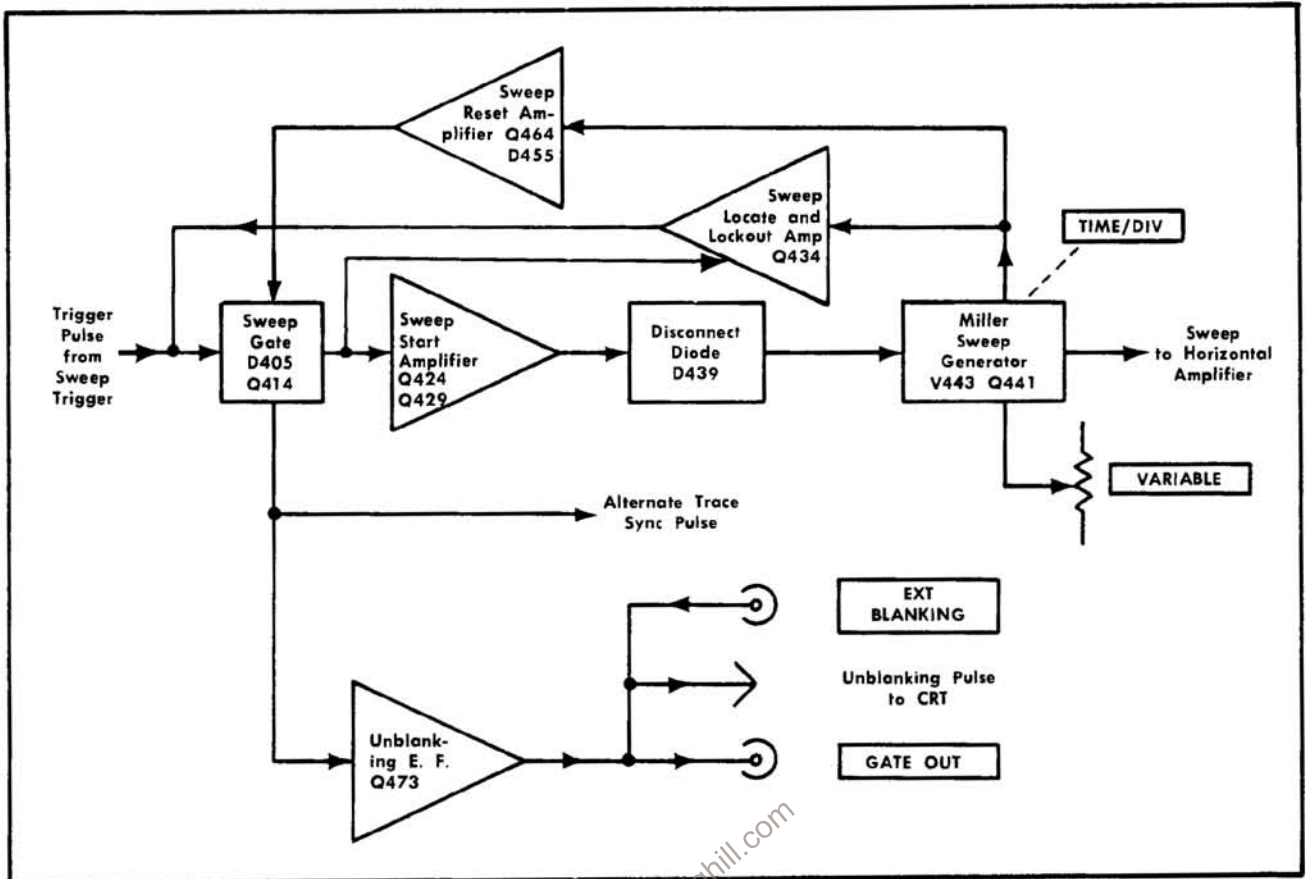 Sweep
Reset Am-
plifier Q464
D455
Sweep
Locate and
Lockout Amp
Q434
TIME/DIV
Trigger
Pulse
from
Sweep
Trigger
Sweep
Gate
D405
Q414
Sweep
Start
Amplifier
Q424
Q429
Disconnect
Diode
D439
Miller
Sweep
Generator
V443 Q441
Sweep
to Horizontal
Amplifier
VARIABLE
Alternate Trace
Sync Pulse
EXT
BLANKING
Unblanking Pulse
to CRT
Unblank-
ing E. F.
Q473
GATE OUT